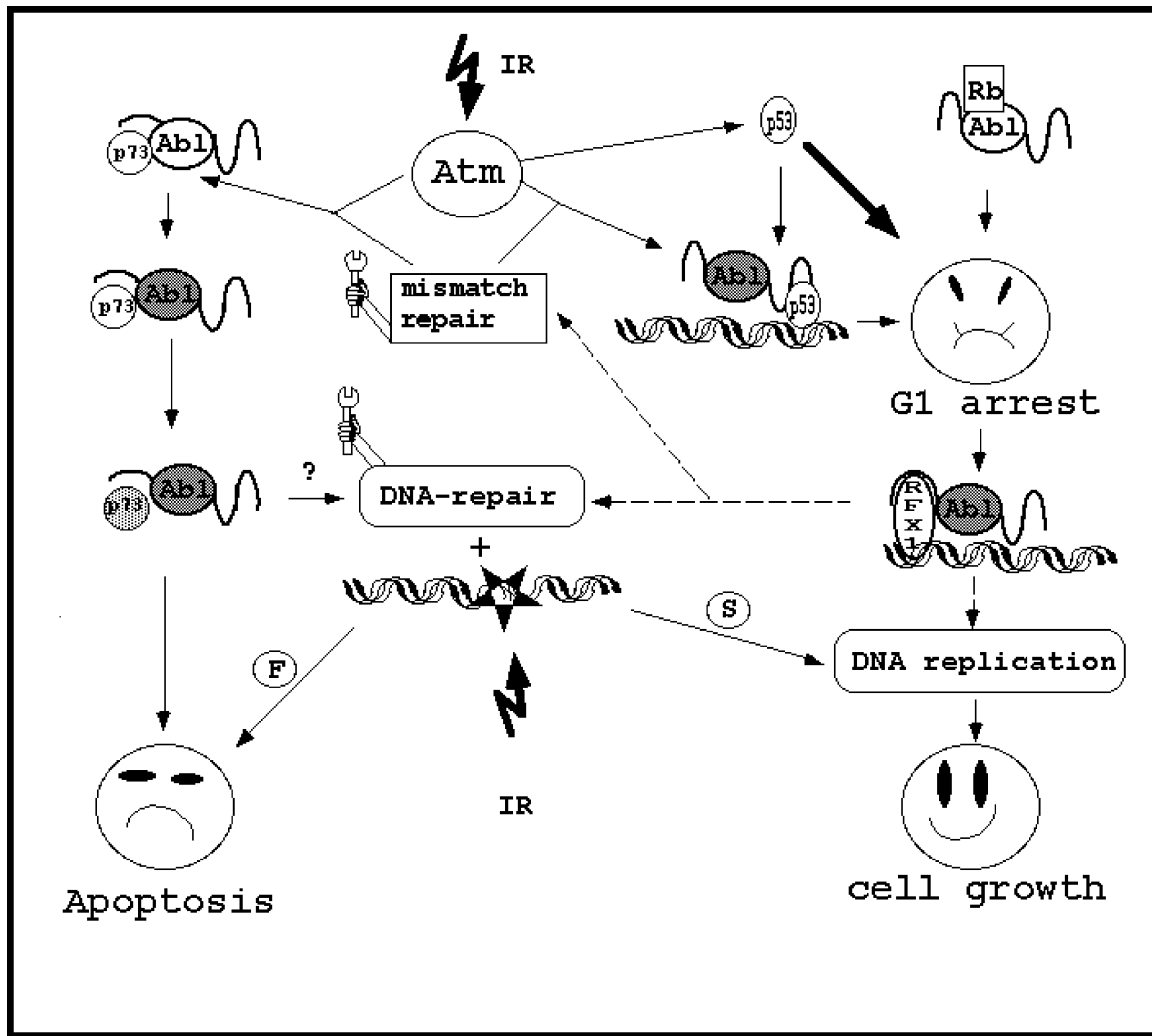 IR
Rb
Abl
p53
p73
Abl
Atm
Abl
p53
p73
Abl
mismatch
repair
G1 arrest
p73
Abl
?
DNA-repair
R
F
X
1
Abl
+
S
F
DNA replication
IR
Apoptosis
cell growth